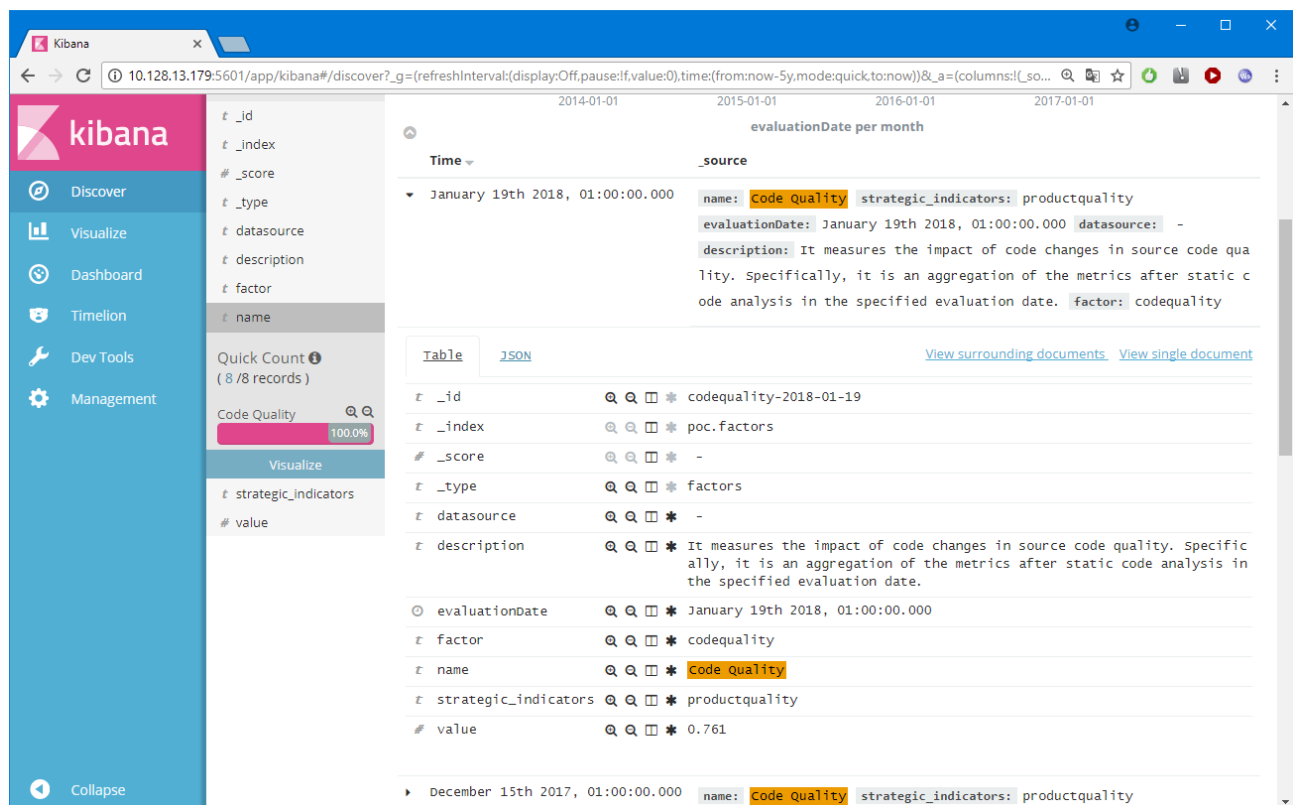 Kibana
10.128.13.179:5601/app/kibana#/discover?_g=(refreshInterval:(display:Off,pause:!f,value:0),time:(from:now-5y,mode:quick,to:now))&_a=(columns:!(_so...
kibana
Discover
Visualize
Dashboard
Timelion
Dev Tools
Management
Collapse
t _id
t _index
# _score
t _type
t datasource
t description
t factor
t name
Quick Count
( 8 /8 records )
Code Quality
100.0%
Visualize
t strategic_indicators
# value
2014-01-01 2015-01-01 2016-01-01 2017-01-01
evaluationDate per month
Time _source
January 19th 2018, 01:00:00.000 name: Code Quality strategic_indicators: productquality
evaluationDate: January 19th 2018, 01:00:00.000 datasource: -
description: It measures the impact of code changes in source code qua
lity. Specifically, it is an aggregation of the metrics after static c
ode analysis in the specified evaluation date. factor: codequality
Table JSON View surrounding documents View single document
t _id codequality-2018-01-19
t _index poc.factors
# _score -
t _type factors
t datasource -
t description It measures the impact of code changes in source code quality. Specific
ally, it is an aggregation of the metrics after static code analysis in
the specified evaluation date.
evaluationDate January 19th 2018, 01:00:00.000
t factor codequality
t name Code Quality
t strategic_indicators productquality
# value 0.761
December 15th 2017, 01:00:00.000 name: Code Quality strategic_indicators: productquality